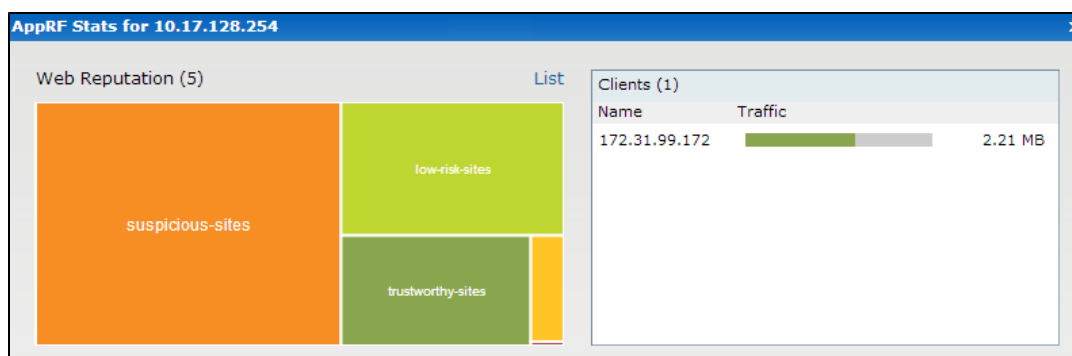 AppRF Stats for 10.17.128.254
Web Reputation (5) List
suspicious-sites
low-risk-sites
trustworthy-sites
Clients (1)
Name Traffic
172.31.99.172 2.21 MB